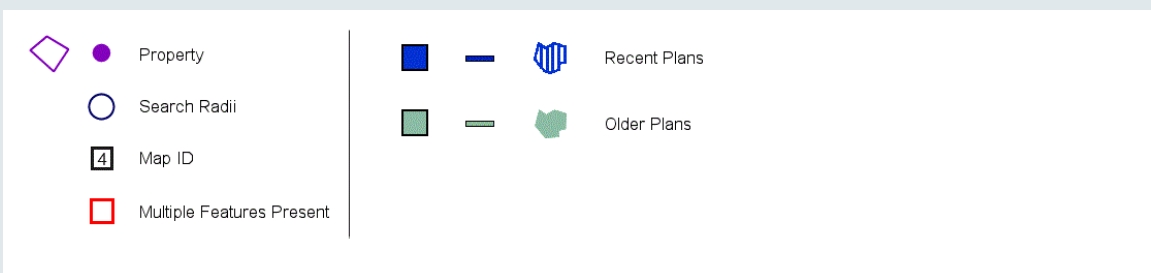 Property
Search Radii
4 Map ID
Multiple Features Present
Recent Plans
Older Plans